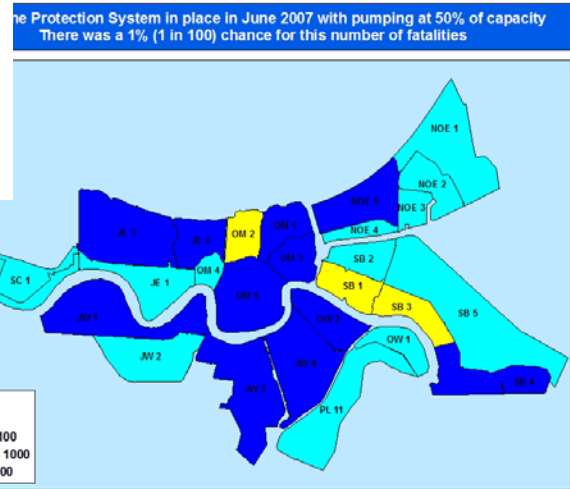 ne Protection System in place in June 2007 with pumping at 50% of capacity
There was a 1% (1 in 100) chance for this number of fatalities
NOE 1
NOE 2
NOE 5
NOE 3
NOE 4
OM 1
OM 2
JE 3
JE 2
OM 3
SB 2
OM 4
SC 1
JE 1
SB 1
OM 5
SB 3
SB 5
JW 1
OW 2
OW 1
JW 2
JW 4
SB 4
JW 3
PL 11
100
1000
00